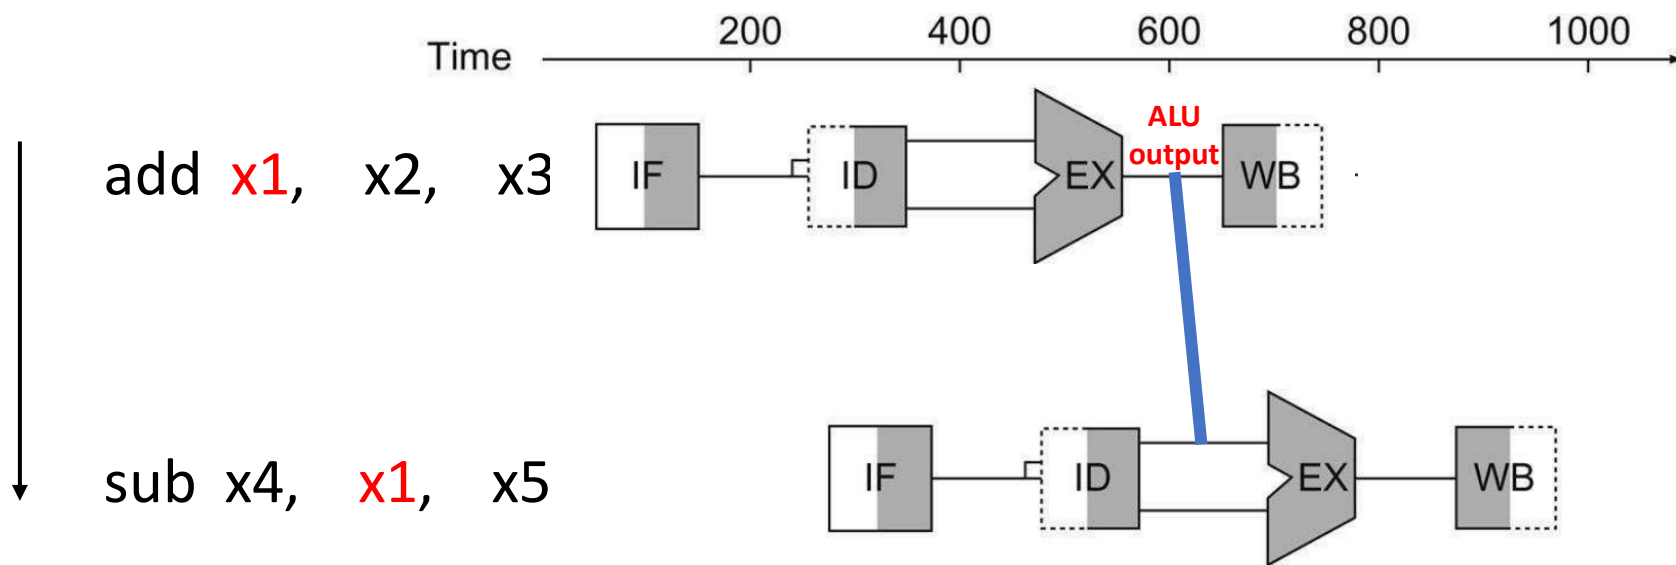 Time 200 400 600 800 1000
add x1, x2, x3 IF ID EX ALU output WB
sub x4, x1, x5 IF ID EX WB